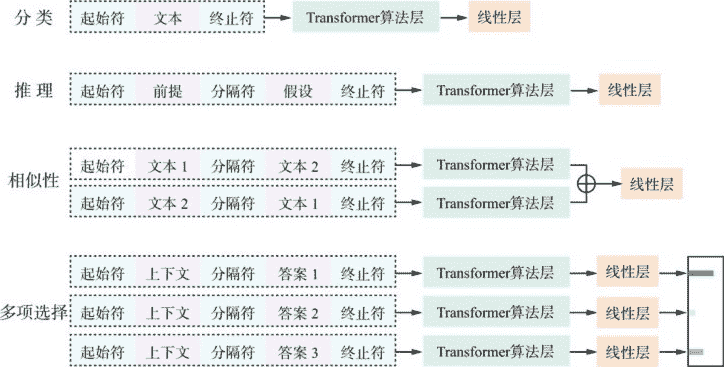 分类 起始符 文本 终止符 Transformer算法层 线性层
推理 起始符 前提 分隔符 假设 终止符 Transformer算法层 线性层
相似性
起始符 文本 1 分隔符 文本 2 终止符 Transformer算法层
起始符 文本 2 分隔符 文本 1 终止符 Transformer算法层
线性层
多项选择
起始符 上下文 分隔符 答案 1 终止符 Transformer算法层 线性层
起始符 上下文 分隔符 答案 2 终止符 Transformer算法层 线性层
起始符 上下文 分隔符 答案 3 终止符 Transformer算法层 线性层